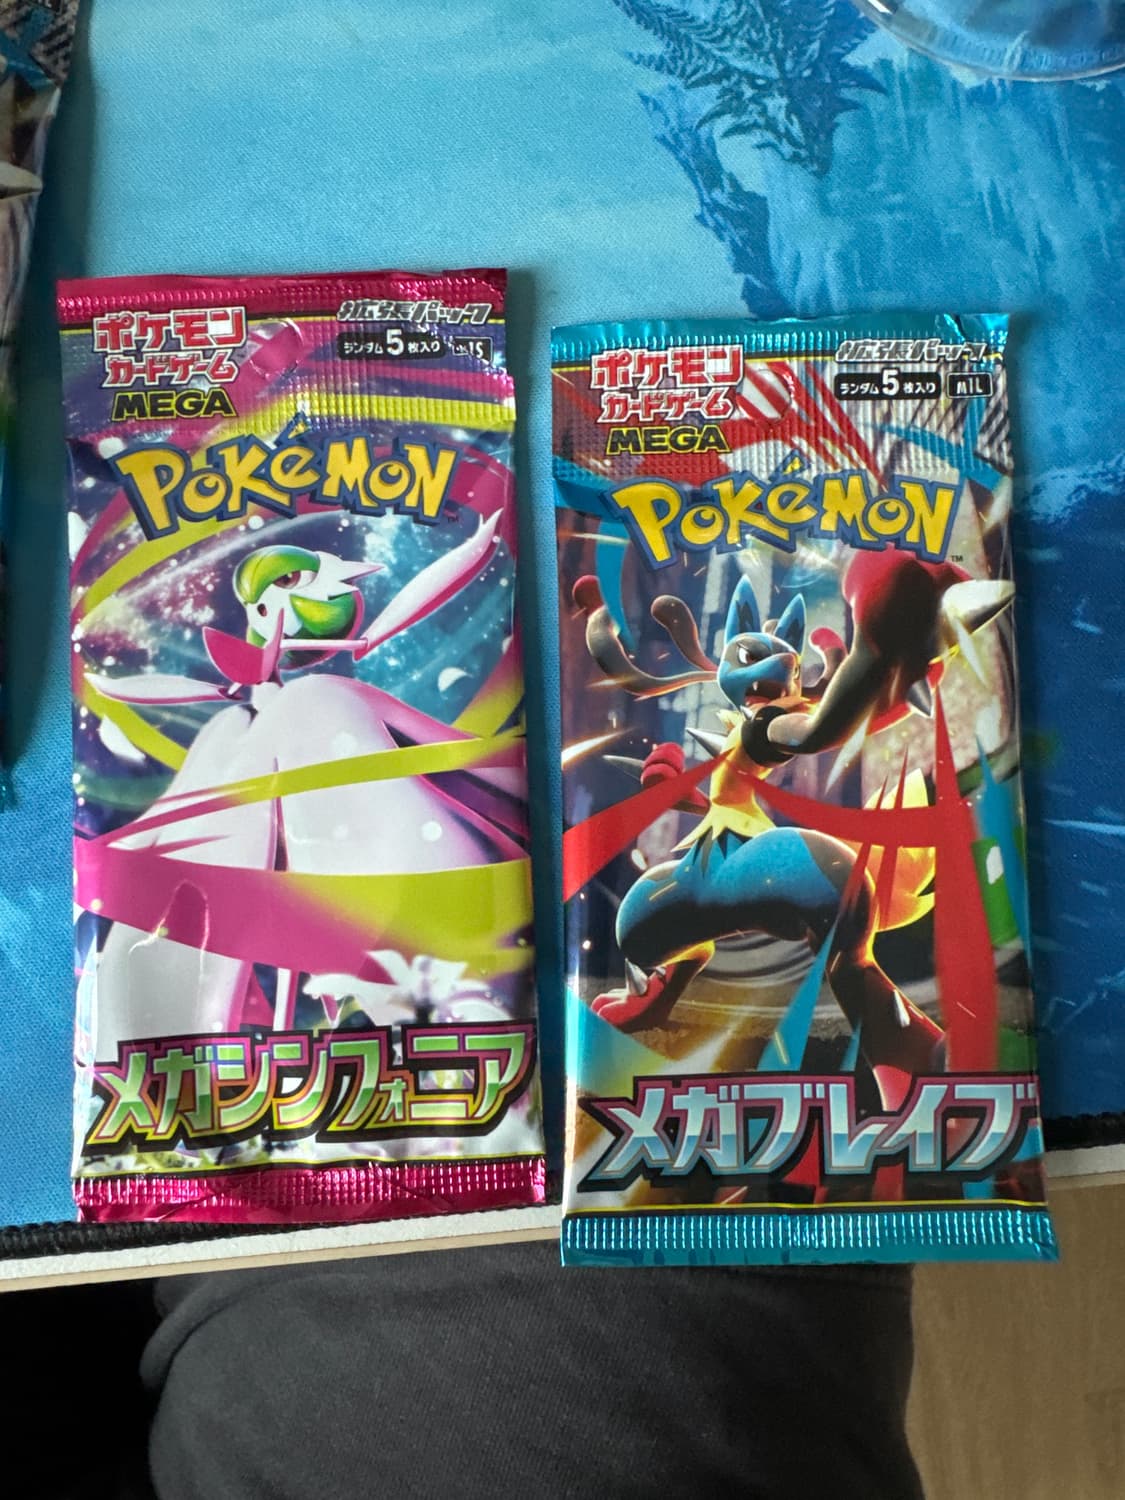 ポケモン
カードゲーム
MEGA
拡張パック
ランダム5枚入り
Pokémon
TM
メガシンフォニア
ポケモン
カードゲーム
MEGA
拡張パック
ランダム5枚入り M1L
Pokémon
TM
メガブレイブ